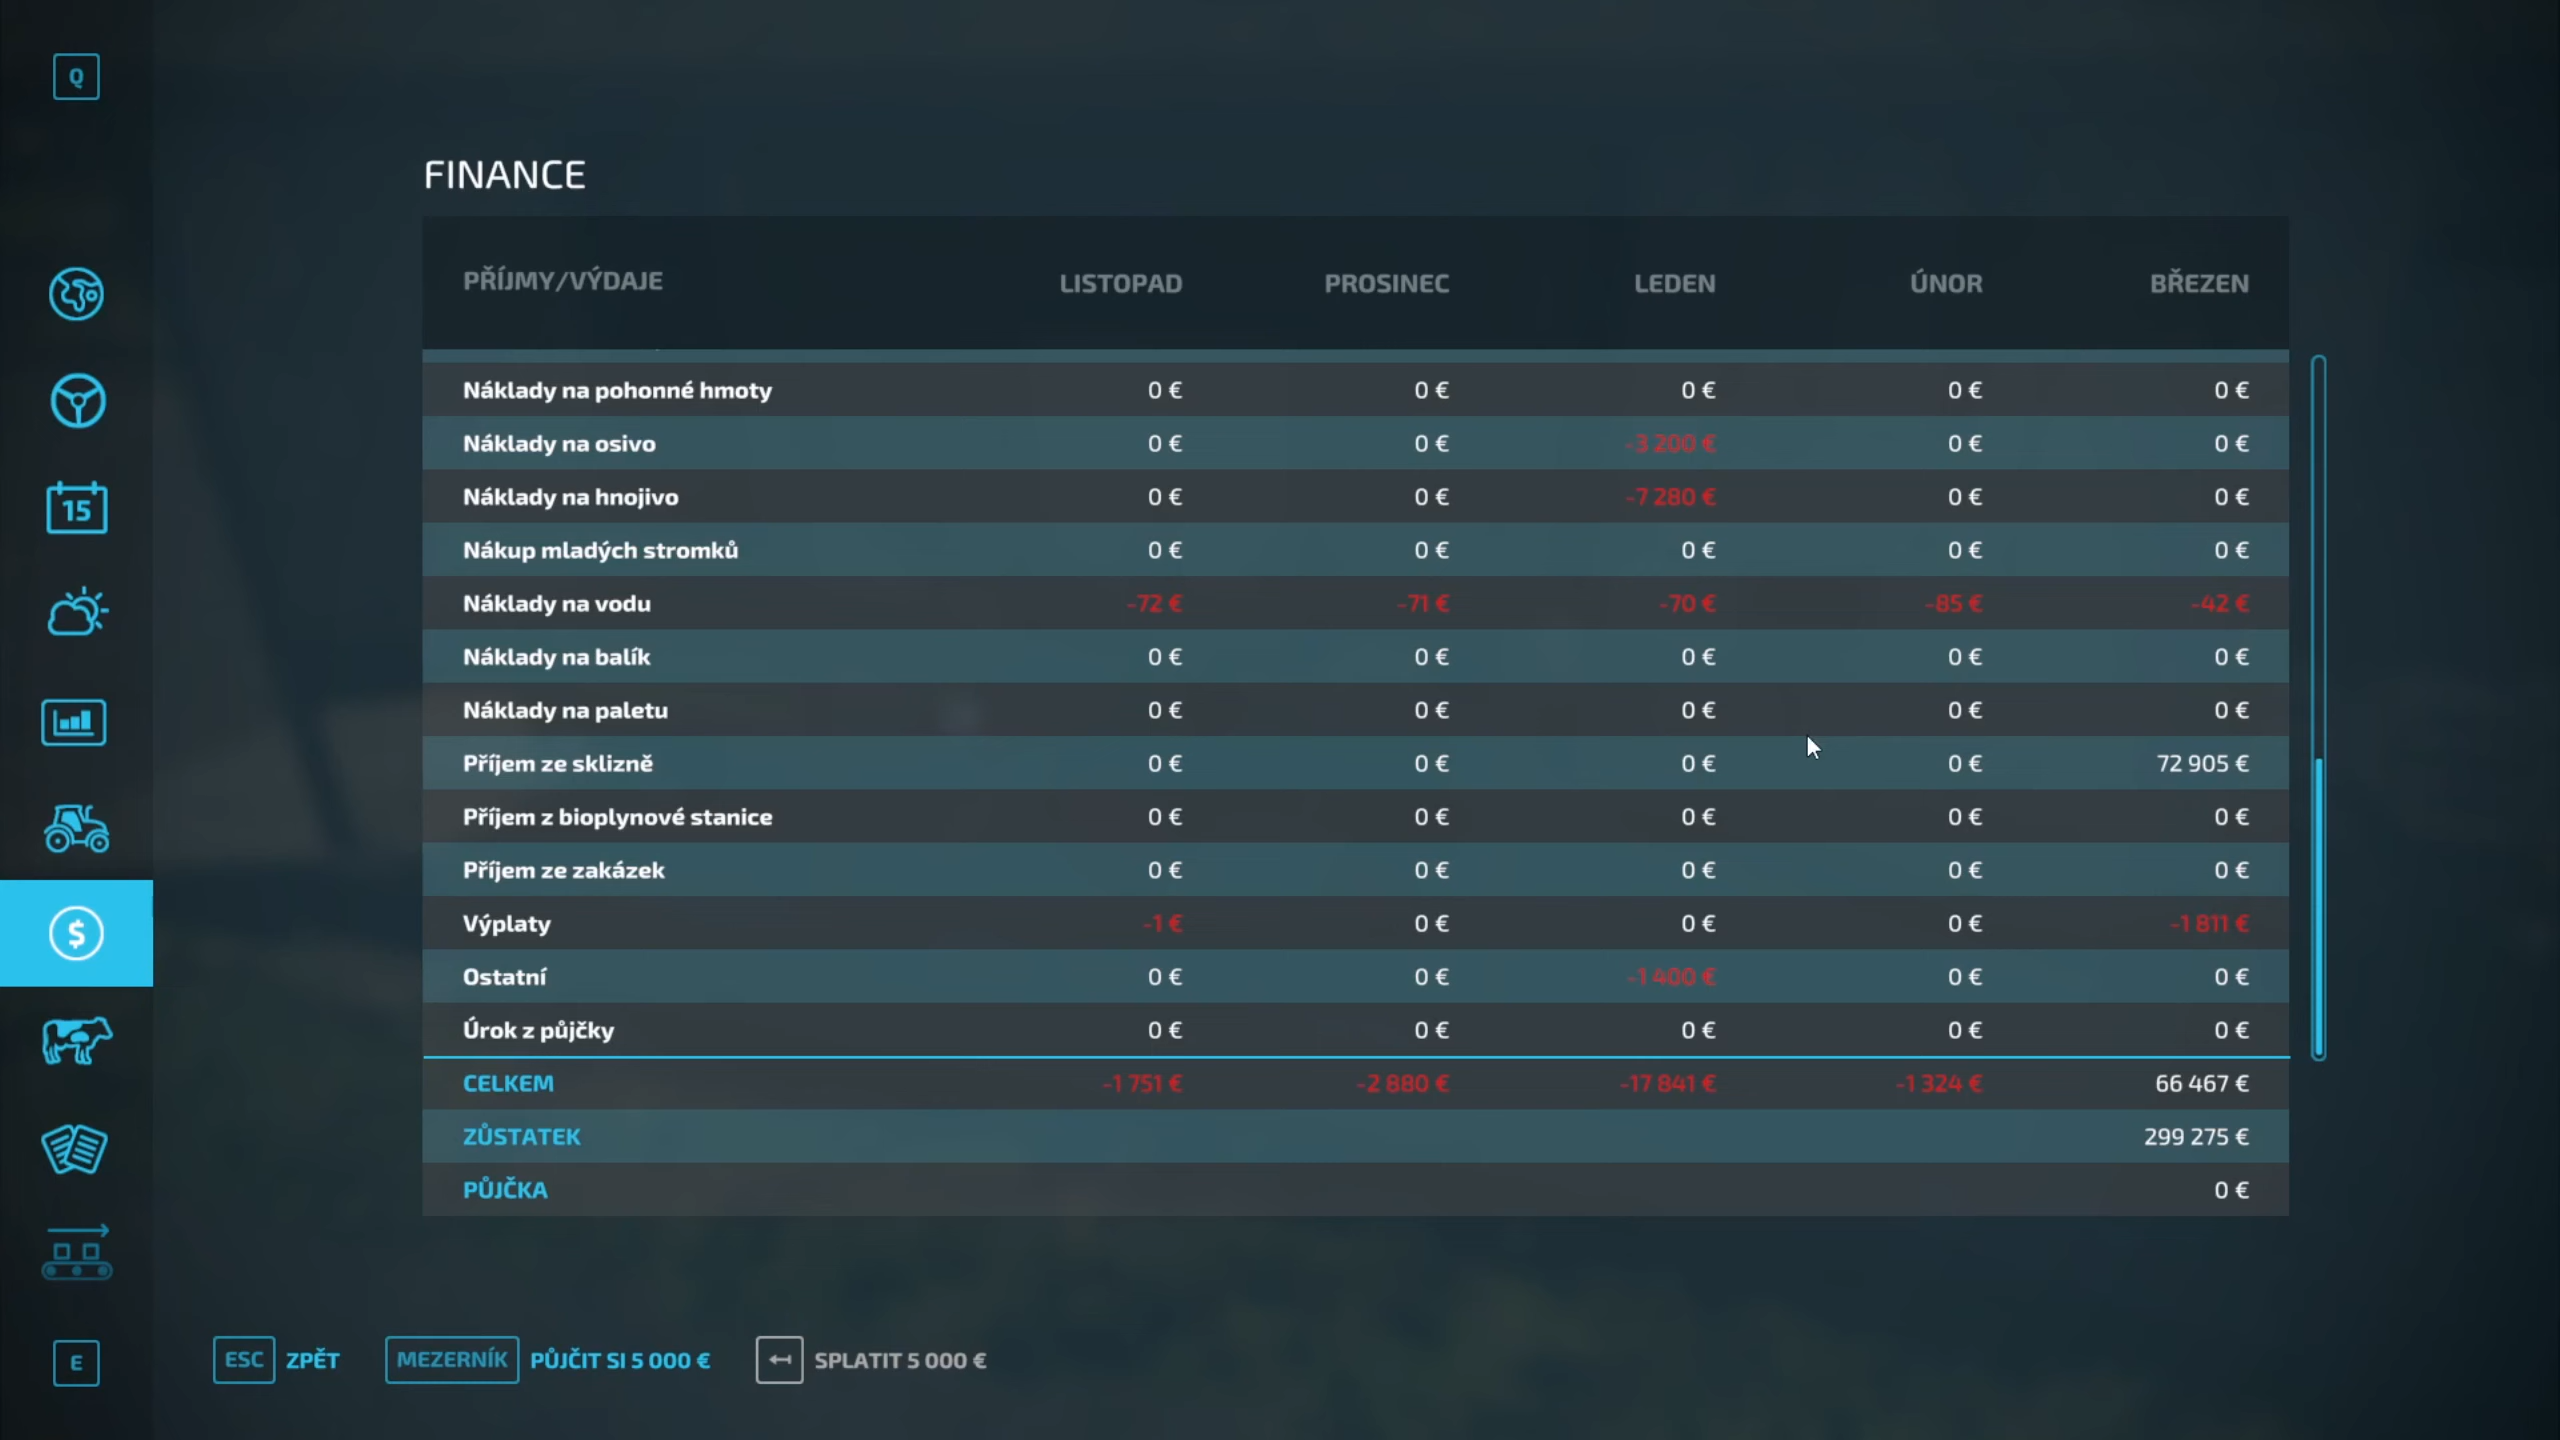 Q
FINANCE
PŘÍJMY/VÝDAJE LISTOPAD PROSINEC LEDEN ÚNOR BŘEZEN
Náklady na pohonné hmoty 0 € 0 € 0 € 0 € 0 €
Náklady na osivo 0 € 0 € -3 200 € 0 € 0 €
Náklady na hnojivo 0 € 0 € -7 280 € 0 € 0 €
15
Nákup mladých stromků 0 € 0 € 0 € 0 € 0 €
Náklady na vodu -72 € -71 € -70 € -85 € -42 €
Náklady na balík 0 € 0 € 0 € 0 € 0 €
Náklady na paletu 0 € 0 € 0 € 0 € 0 €
Příjem ze sklizně 0 € 0 € 0 € 0 € 72 905 €
Příjem z bioplynové stanice 0 € 0 € 0 € 0 € 0 €
Příjem ze zakázek 0 € 0 € 0 € 0 € 0 €
Výplaty -1 € 0 € 0 € 0 € -1 811 €
$
Ostatní 0 € 0 € -1 400 € 0 € 0 €
Úrok z půjčky 0 € 0 € 0 € 0 € 0 €
CELKEM -1 751 € -2 880 € -17 841 € -1 324 € 66 467 €
ZŮSTATEK 299 275 €
PŮJČKA 0 €
E
ESC ZPĚT MEZERNÍK PŮJČIT SI 5 000 € SPLATIT 5 000 €